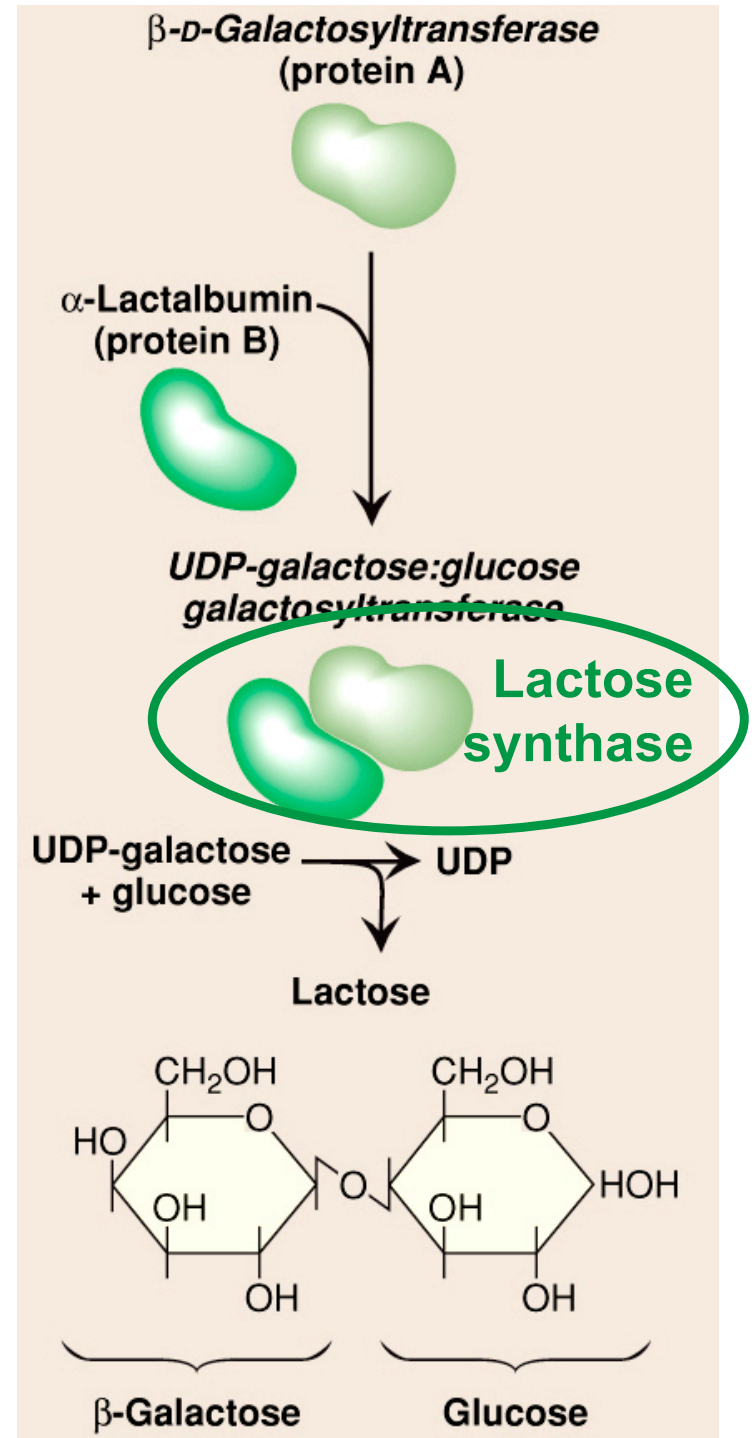 β-D-Galactosyltransferase
(protein A)
α-Lactalbumin
(protein B)
UDP-galactose:glucose
galactosyltransferase
Lactose
synthase
UDP-galactose
+ glucose
UDP
Lactose
CH₂OH
CH₂OH
O
O
HO
O
HOH
OH
OH
OH
OH
β-Galactose
Glucose